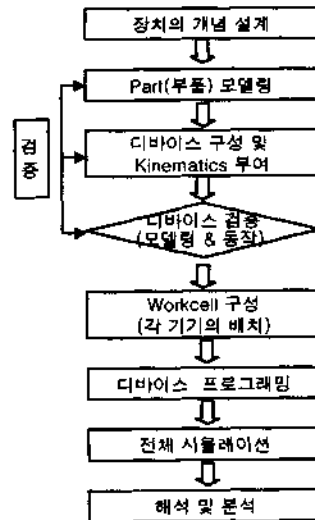 장치의 개념 설계
Part(부품) 모델링
검
증
디바이스 구성 및
Kinematics 부여
디바이스 검증
(모델링 & 동작)
Workcell 구성
(각 기기의 배치)
디바이스 프로그래밍
전체 시뮬레이션
해석 및 분석